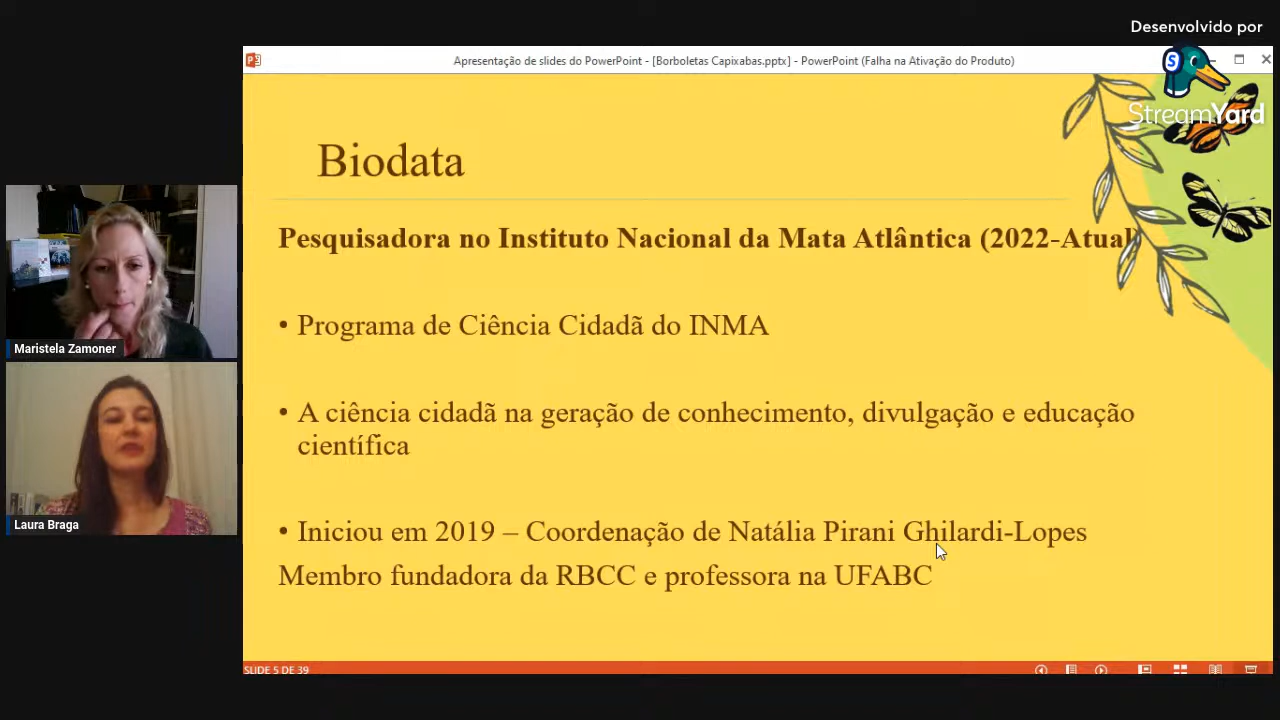 Desenvolvido por
StreamYard
Apresentação de slides do PowerPoint - [Borboletas Capixabas.pptx] - PowerPoint (Falha na Ativação do Produto)
Biodata
Pesquisadora no Instituto Nacional da Mata Atlântica (2022-Atual)
• Programa de Ciência Cidadã do INMA
• A ciência cidadã na geração de conhecimento, divulgação e educação
científica
• Iniciou em 2019 – Coordenação de Natália Pirani Ghilardi-Lopes
Membro fundadora da RBCC e professora na UFABC
SLIDE 5 DE 39
Maristela Zamoner
Laura Braga